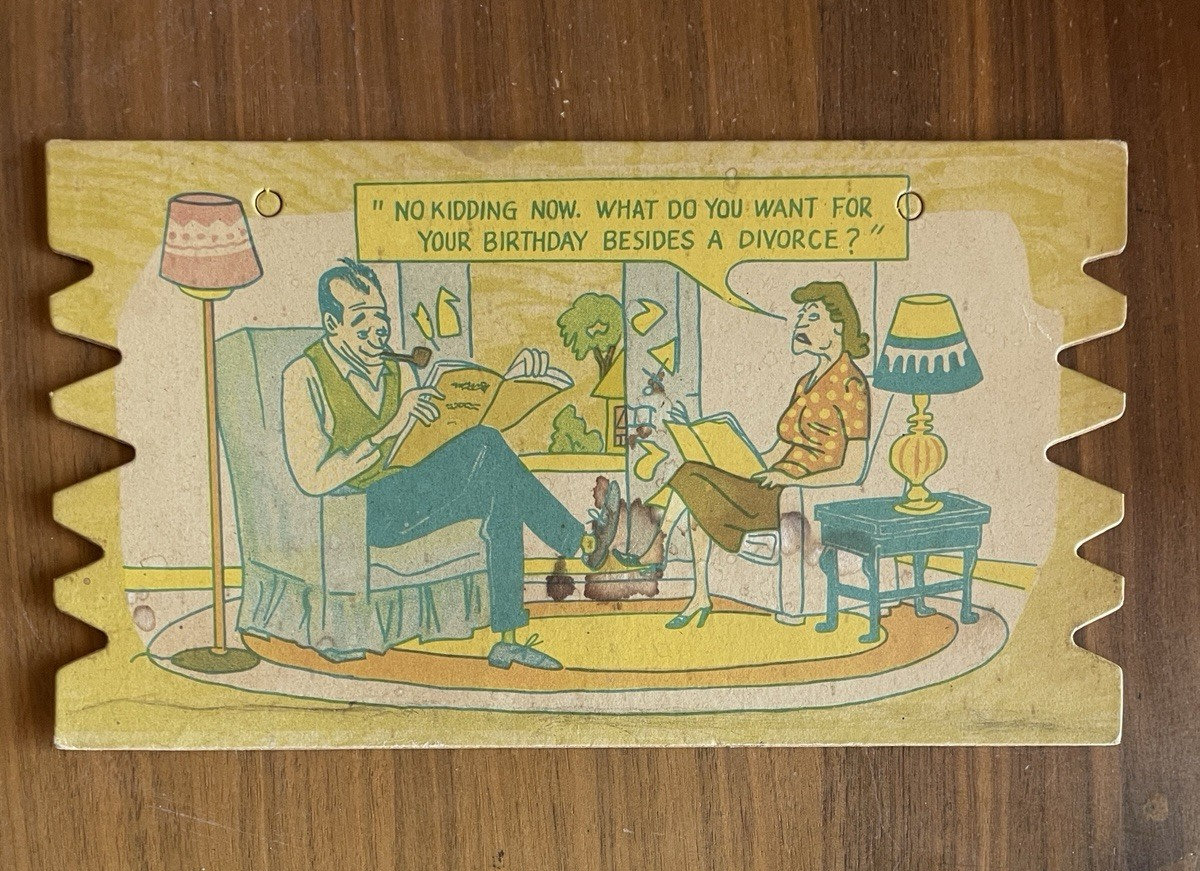 " NO KIDDING NOW. WHAT DO YOU WANT FOR
YOUR BIRTHDAY BESIDES A DIVORCE? "